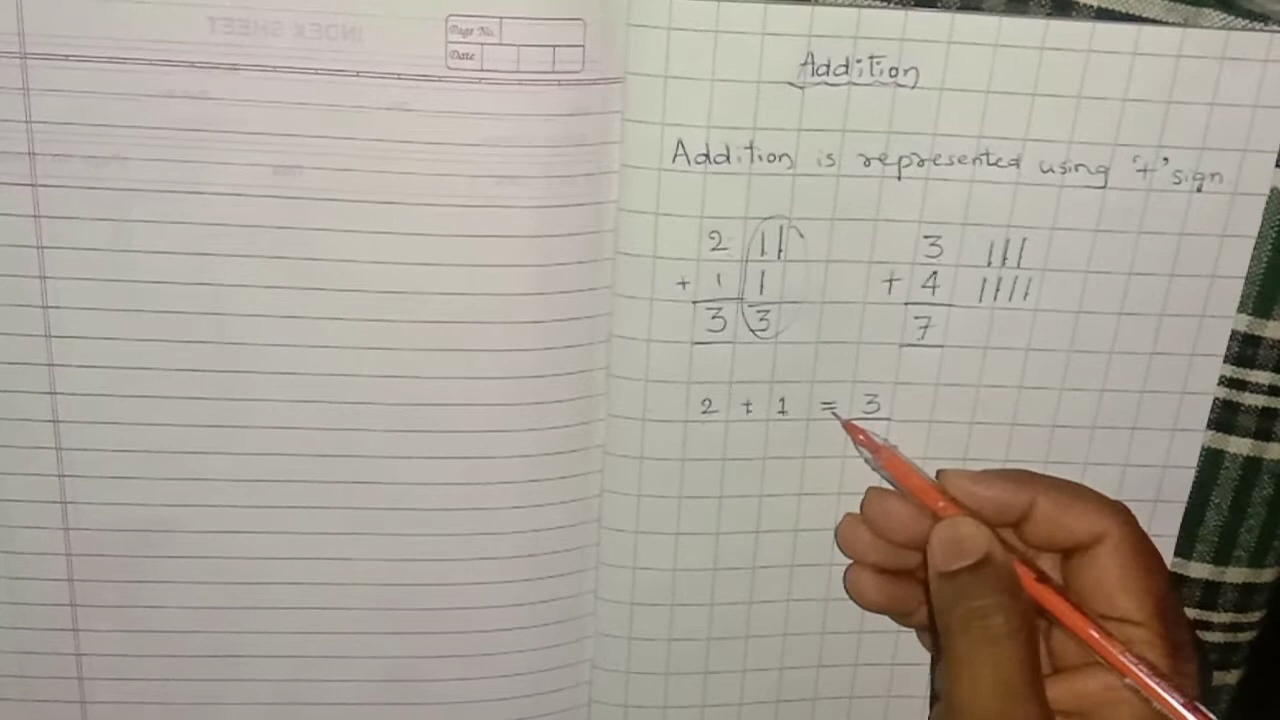 INDEX SHEET
Page No.
Date
Addition
Addition is represented using '+' sign
2 || 3 |||
+ 1 | + 4 ||||
3 3 7
2 + 1 = 3